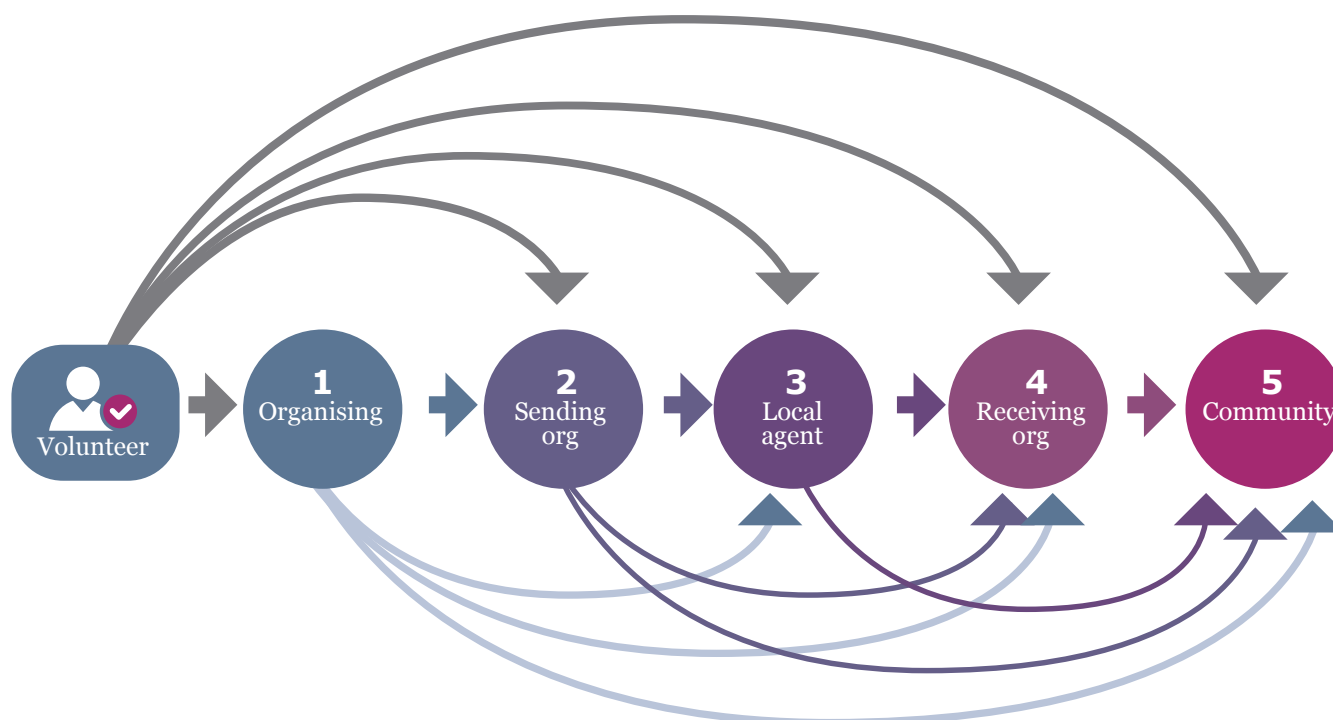 Volunteer
1
Organising
2
Sending
org
3
Local
agent
4
Receiving
org
5
Community